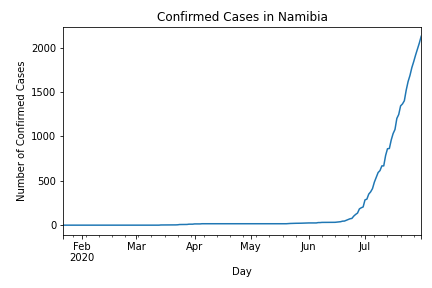 Confirmed Cases in Namibia
Number of Confirmed Cases
2000
1500
1000
500
0
Feb Mar Apr May Jun Jul
2020
Day